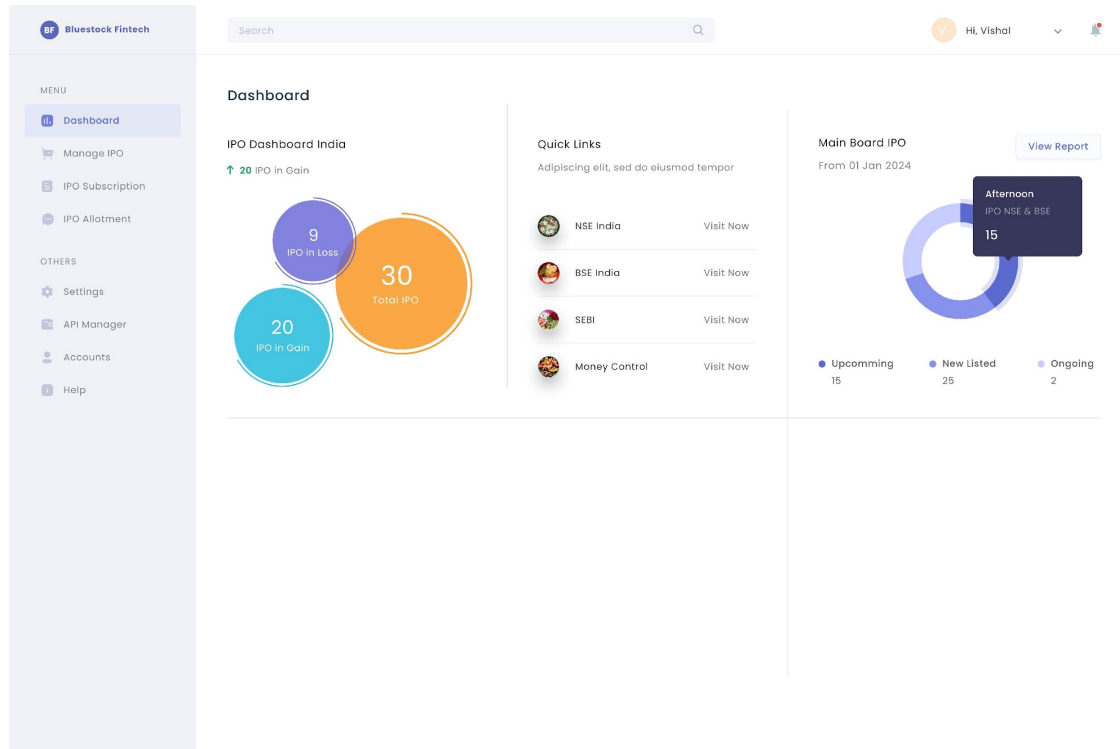 BF Bluestock Fintech
Search
V
Hi, Vishal
MENU
Dashboard
Manage IPO
IPO Subscription
IPO Allotment
OTHERS
Settings
API Manager
Accounts
Help
Dashboard
IPO Dashboard India
↑ 20 IPO in Gain
9
IPO in Loss
30
Total IPO
20
IPO in Gain
Quick Links
Adipiscing elit, sed do eiusmod tempor
NSE India Visit Now
BSE India Visit Now
SEBI Visit Now
Money Control Visit Now
Main Board IPO
View Report
From 01 Jan 2024
Afternoon
IPO NSE & BSE
15
Upcomming New Listed Ongoing
15 25 2